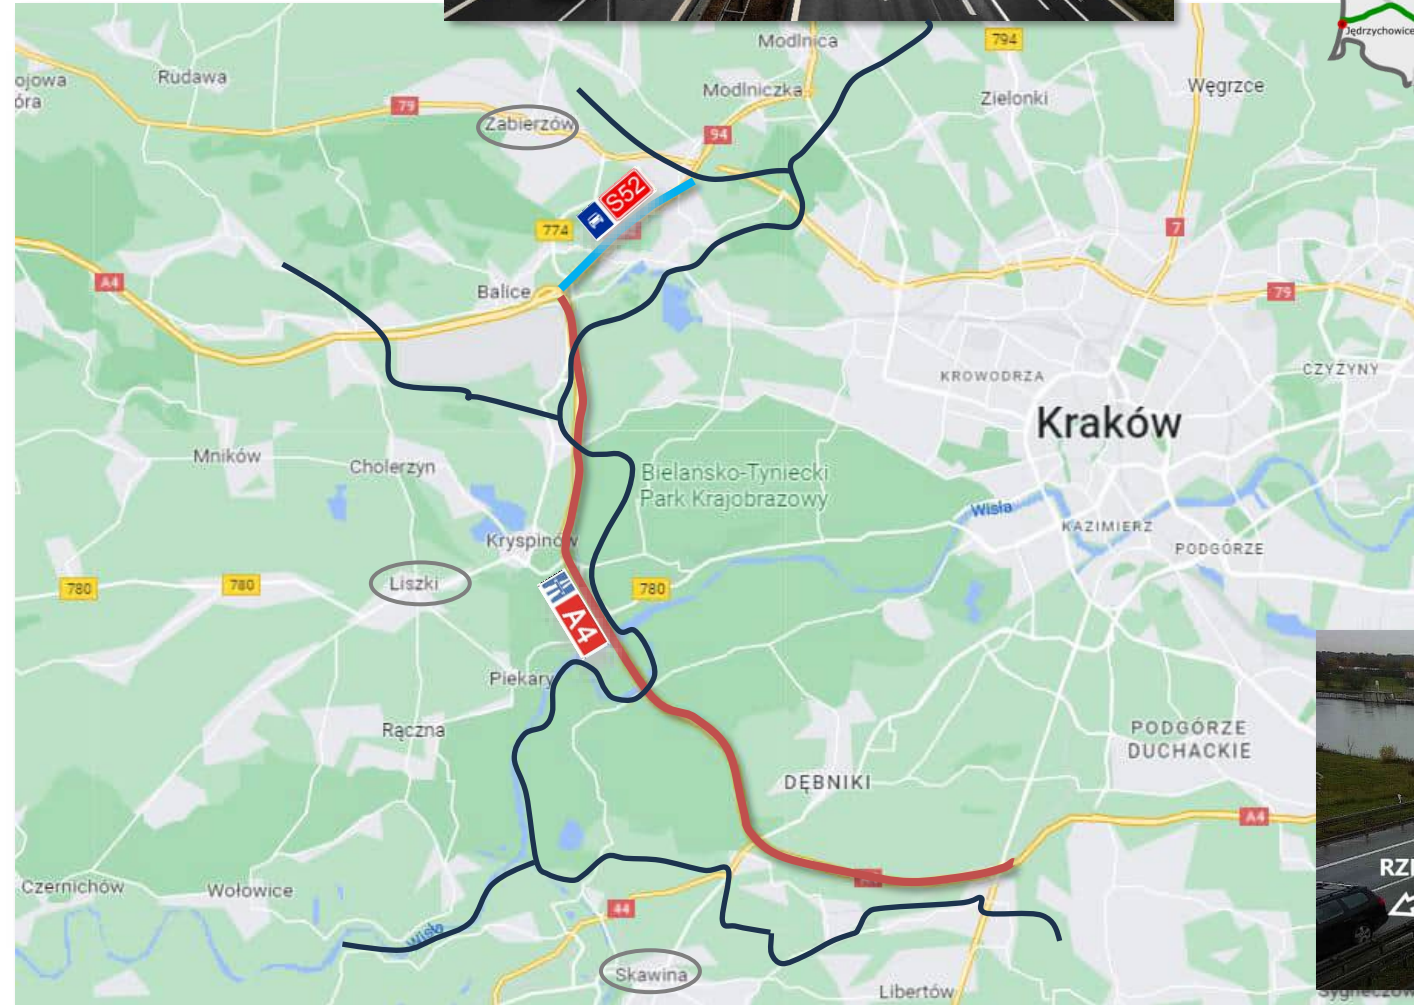 Modlnica
794
Jędrzychowice
Rudawa
Modlniczka
Węgrzce
Zielonki
79
Zabierzów
94
S52
774
7
A4
Balice
79
KROWODRZA
CZYŻYNY
Kraków
Mników
Cholerzyn
Bielańsko-Tyniecki
Park Krajobrazowy
Wisła
KAZIMIERZ
Kryspinów
PODGÓRZE
780
780
Liszki
780
A4
Piekary
Rączna
PODGÓRZE
DUCHACKIE
DĘBNIKI
A4
Czernichów
Wołowice
44
Wisła
Skawina
Libertów